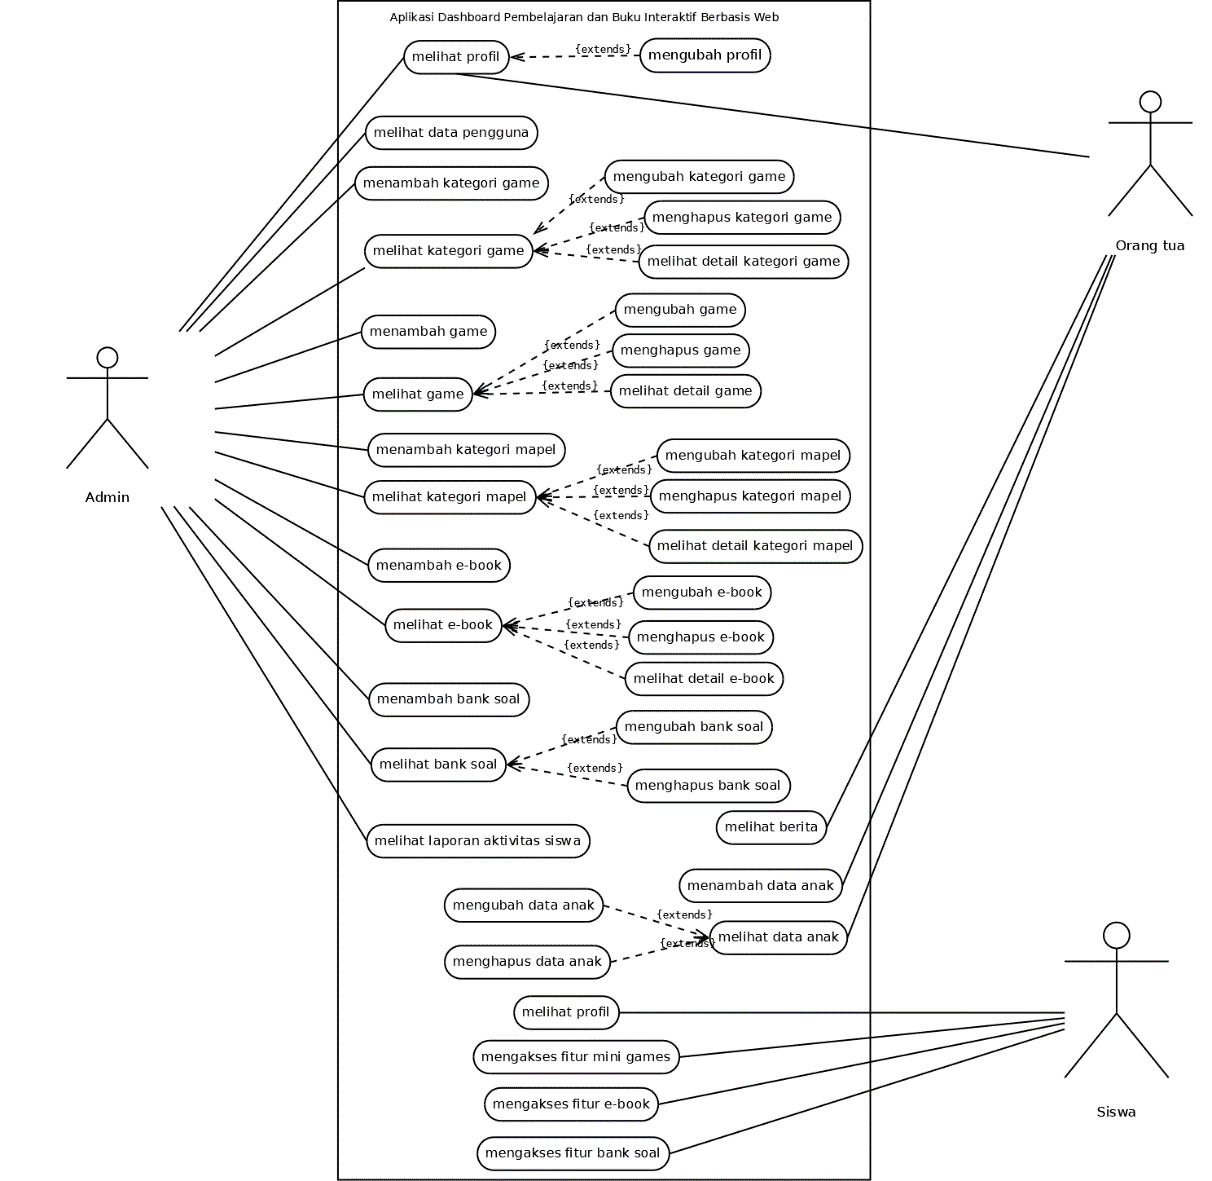 Aplikasi Dashboard Pembelajaran dan Buku Interaktif Berbasis Web
melihat profil
{extends}
mengubah profil
melihat data pengguna
menambah kategori game
mengubah kategori game
{extends}
menghapus kategori game
{extends}
melihat kategori game
{extends}
melihat detail kategori game
Orang tua
mengubah game
menambah game
{extends}
menghapus game
{extends}
melihat game
{extends}
melihat detail game
menambah kategori mapel
mengubah kategori mapel
{extends}
melihat kategori mapel
{extends}
menghapus kategori mapel
Admin
{extends}
melihat detail kategori mapel
menambah e-book
mengubah e-book
{extends}
melihat e-book
{extends}
menghapus e-book
{extends}
melihat detail e-book
menambah bank soal
mengubah bank soal
{extends}
melihat bank soal
{extends}
menghapus bank soal
melihat berita
melihat laporan aktivitas siswa
menambah data anak
mengubah data anak
{extends}
melihat data anak
{extends}
menghapus data anak
melihat profil
mengakses fitur mini games
mengakses fitur e-book
Siswa
mengakses fitur bank soal